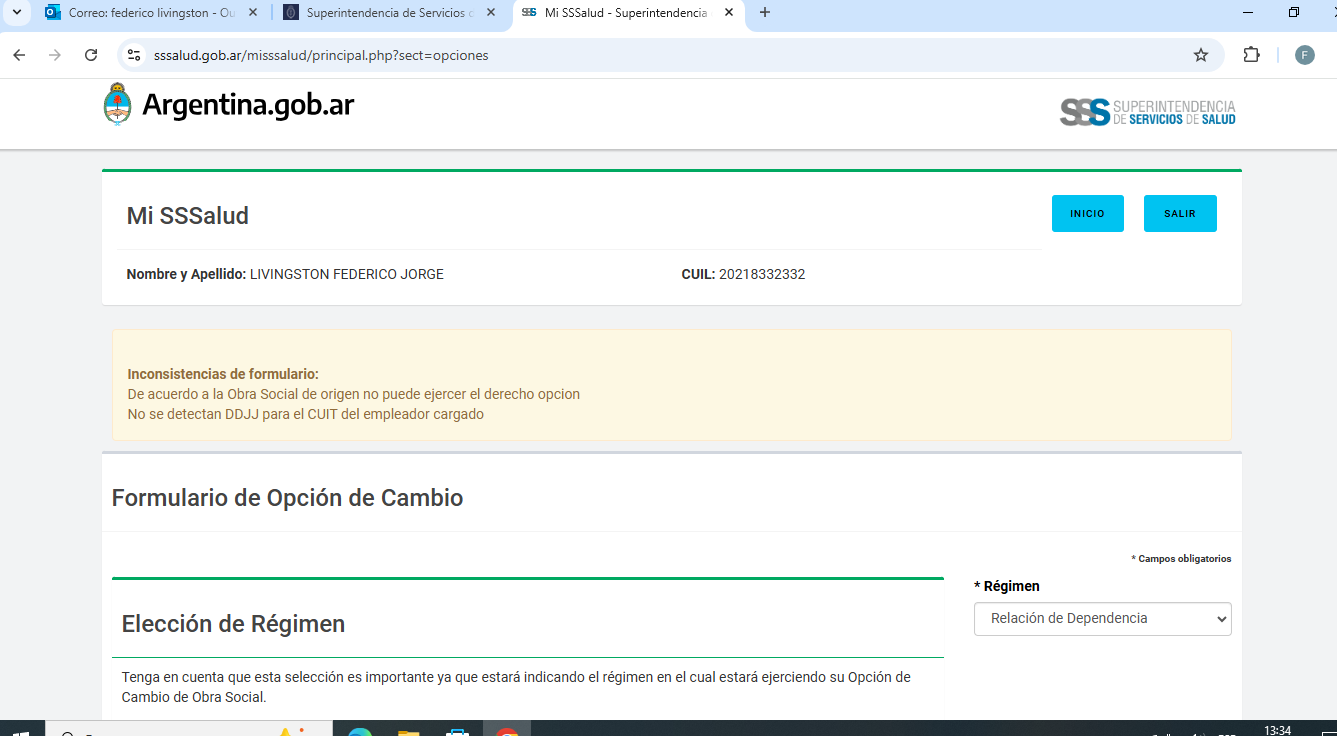 Correo: federico livingston - Ou
Superintendencia de Servicios
Mi SSSalud - Superintendencia
sssalud.gob.ar/misssalud/principal.php?sect=opciones
F
Argentina.gob.ar
SSS SUPERINTENDENCIA
DE SERVICIOS DE SALUD
Mi SSSalud
INICIO
SALIR
Nombre y Apellido: LIVINGSTON FEDERICO JORGE
CUIL: 20218332332
Inconsistencias de formulario:
De acuerdo a la Obra Social de origen no puede ejercer el derecho opcion
No se detectan DDJJ para el CUIT del empleador cargado
Formulario de Opción de Cambio
* Campos obligatorios
* Régimen
Relación de Dependencia
Elección de Régimen
Tenga en cuenta que esta selección es importante ya que estará indicando el régimen en el cual estará ejerciendo su Opción de
Cambio de Obra Social.
13:34